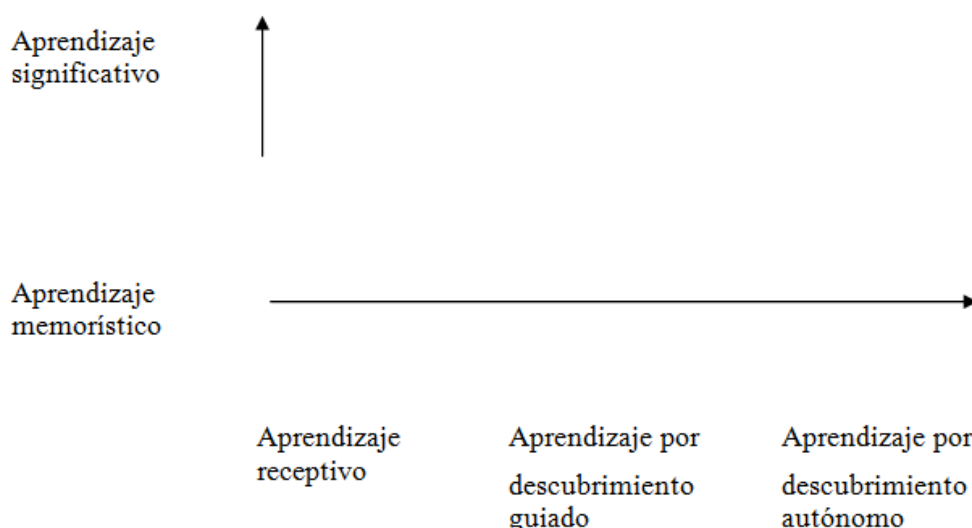 Aprendizaje
significativo
Aprendizaje
memorístico
Aprendizaje
receptivo
Aprendizaje por
descubrimiento
guiado
Aprendizaje por
descubrimiento
autónomo